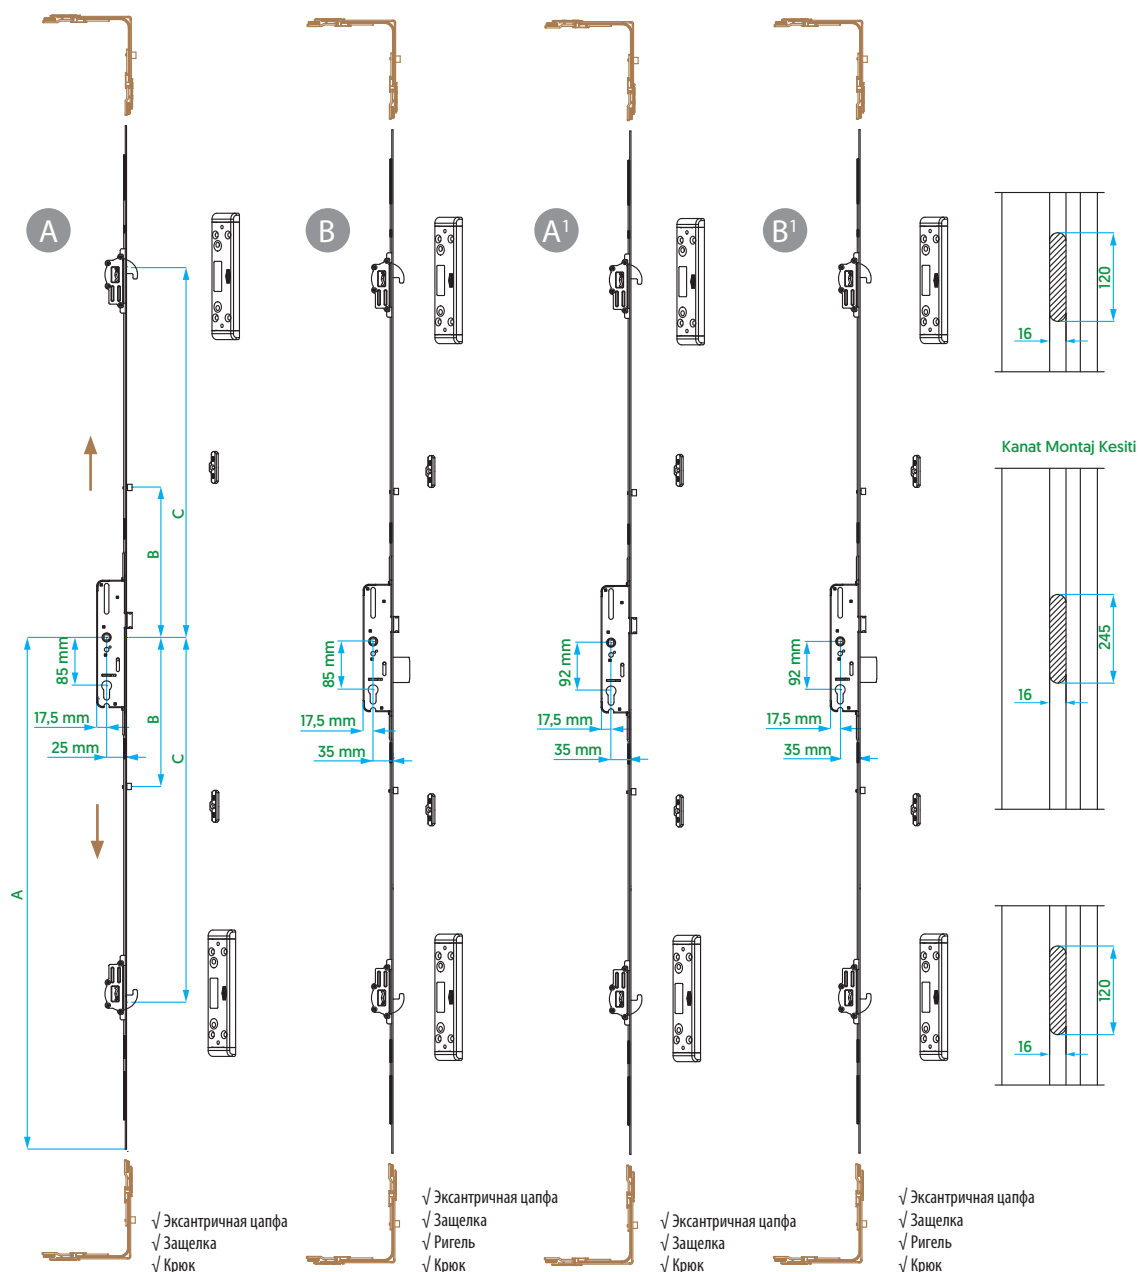 A
B
A¹
B¹
120
16
Kanat Montaj Kesiti
C
B
245
85 mm
85 mm
92 mm
92 mm
16
17,5 mm
17,5 mm
17,5 mm
17,5 mm
25 mm
35 mm
35 mm
35 mm
B
C
A
120
16
√ Эксантричная цапфа
√ Защелка
√ Крюк
√ Эксантричная цапфа
√ Защелка
√ Ригель
√ Крюк
√ Эксантричная цапфа
√ Защелка
√ Крюк
√ Эксантричная цапфа
√ Защелка
√ Ригель
√ Крюк